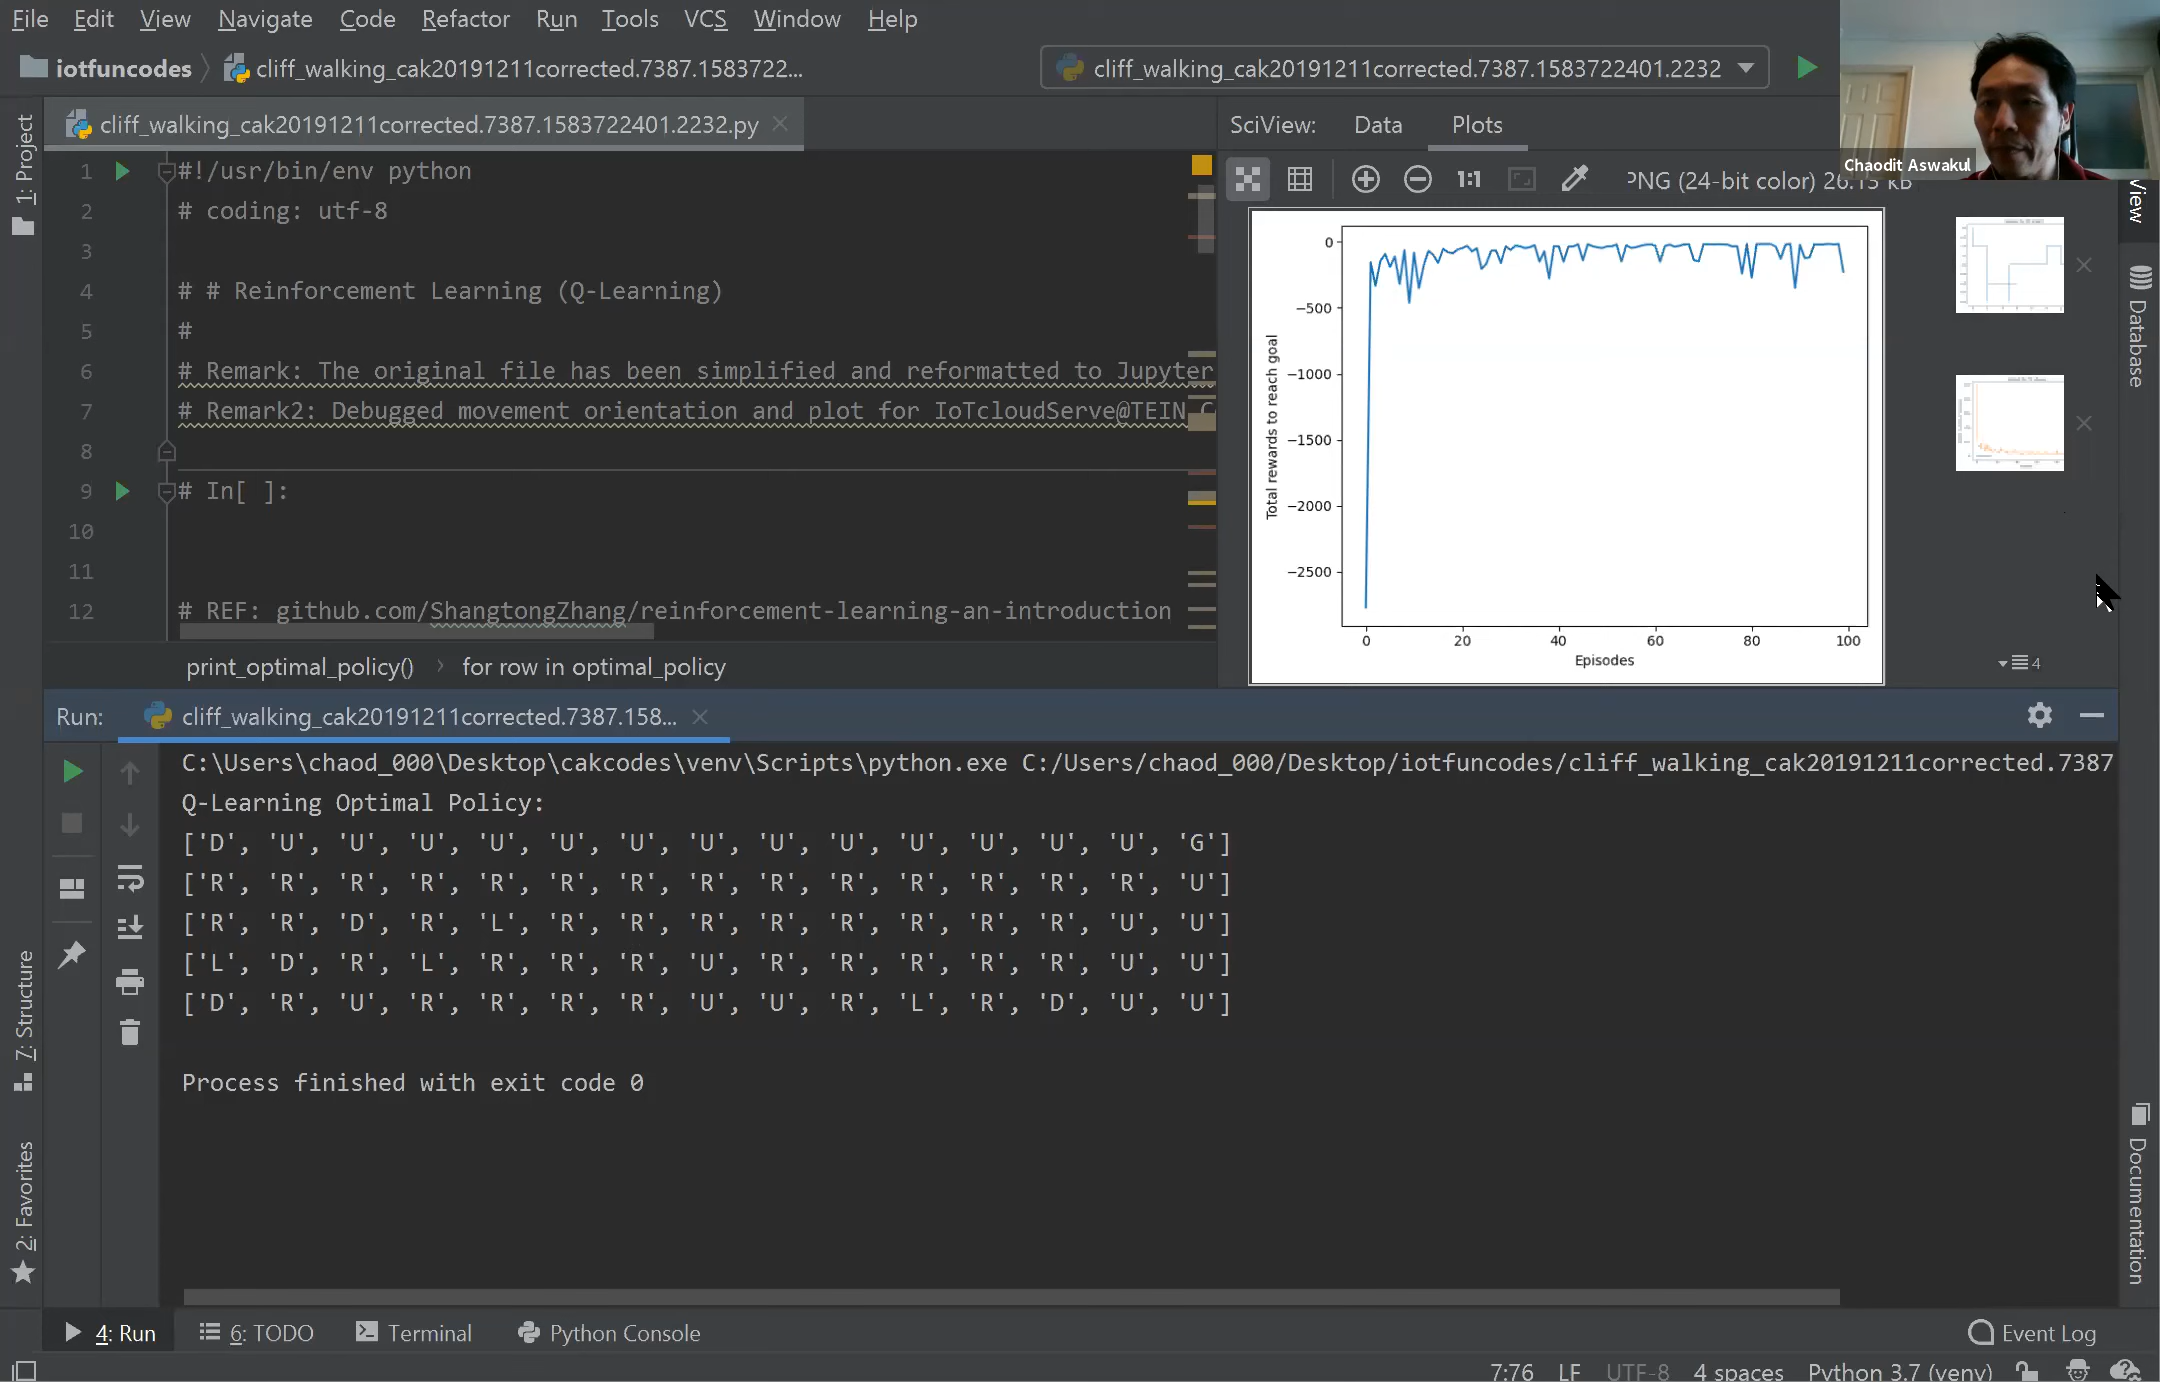 File Edit View Navigate Code Refactor Run Tools VCS Window Help
iotfuncodes cliff_walking_cak20191211corrected.7387.1583722... cliff_walking_cak20191211corrected.7387.1583722401.2232
cliff_walking_cak20191211corrected.7387.1583722401.2232.py
SciView: Data Plots
Chaodit Aswakul
1:1 PNG (24-bit color) 26.13 kB
1: Project
View
Database
1 #!/usr/bin/env python
2 # coding: utf-8
3
4 # # Reinforcement Learning (Q-Learning)
5 #
6 # Remark: The original file has been simplified and reformatted to Jupyter
7 # Remark2: Debugged movement orientation and plot for IoTcloudServe@TEIN C
8
9 # In[ ]:
10
11
12 # REF: github.com/ShangtongZhang/reinforcement-learning-an-introduction
print_optimal_policy() for row in optimal_policy
0
−500
−1000
−1500
−2000
−2500
Total rewards to reach goal
0 20 40 60 80 100
Episodes
4
Run: cliff_walking_cak20191211corrected.7387.158...
C:\Users\chaod_000\Desktop\cakcodes\venv\Scripts\python.exe C:/Users/chaod_000/Desktop/iotfuncodes/cliff_walking_cak20191211corrected.7387
Q-Learning Optimal Policy:
['D', 'U', 'U', 'U', 'U', 'U', 'U', 'U', 'U', 'U', 'U', 'U', 'U', 'U', 'G']
['R', 'R', 'R', 'R', 'R', 'R', 'R', 'R', 'R', 'R', 'R', 'R', 'R', 'R', 'U']
['R', 'R', 'D', 'R', 'L', 'R', 'R', 'R', 'R', 'R', 'R', 'R', 'R', 'U', 'U']
['L', 'D', 'R', 'L', 'R', 'R', 'R', 'U', 'R', 'R', 'R', 'R', 'R', 'U', 'U']
['D', 'R', 'U', 'R', 'R', 'R', 'R', 'U', 'U', 'R', 'L', 'R', 'D', 'U', 'U']
Process finished with exit code 0
7: Structure
2: Favorites
Documentation
4: Run 6: TODO Terminal Python Console Event Log
7:76 LF UTF-8 4 spaces Python 3.7 (venv)